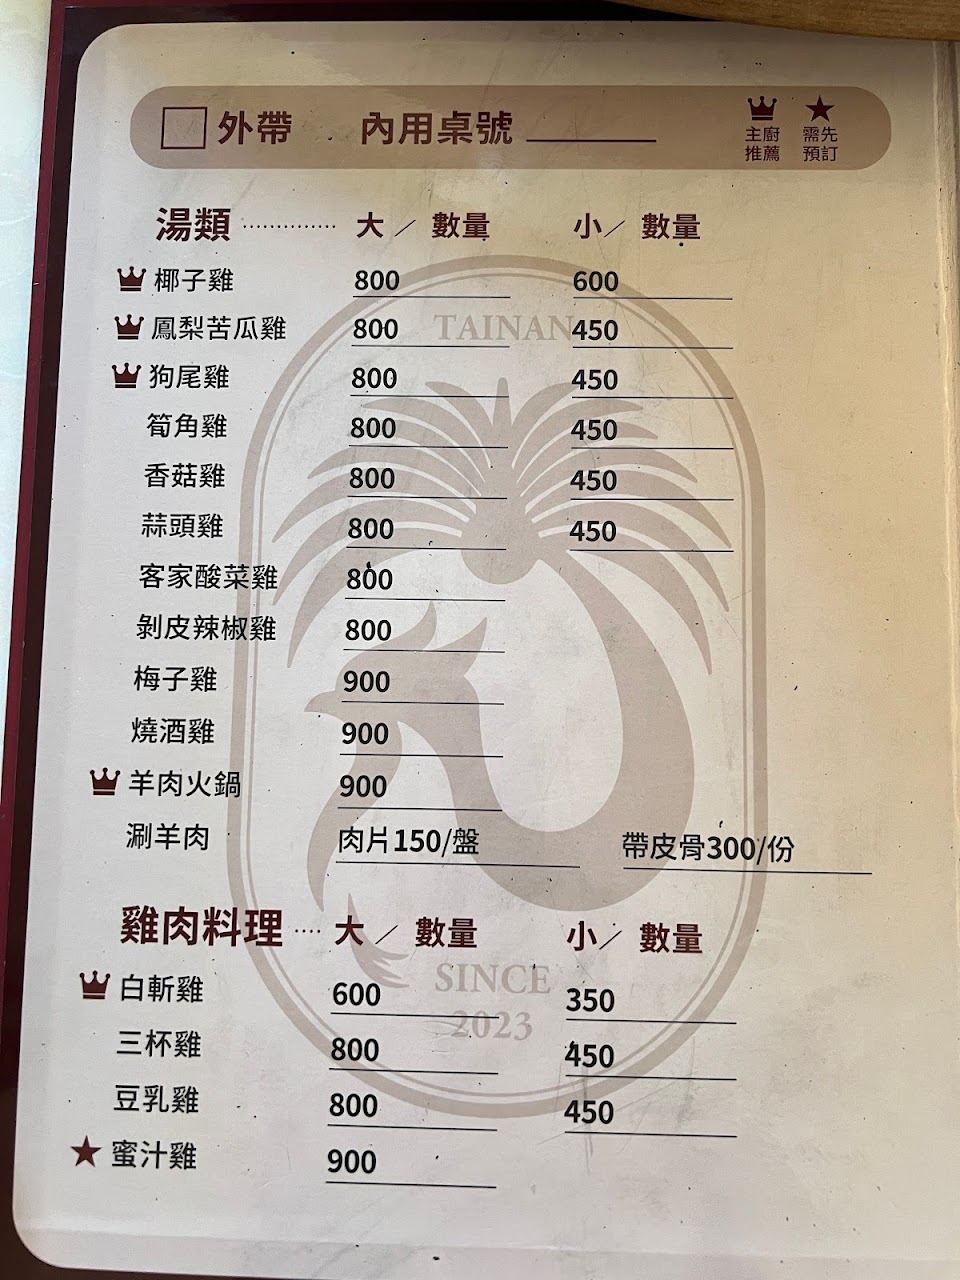 外帶 內用桌號
主廚推薦 需先預訂
湯類 大／數量 小／數量
椰子雞 800 600
鳳梨苦瓜雞 800 450
狗尾雞 800 450
筍角雞 800 450
香菇雞 800 450
蒜頭雞 800 450
客家酸菜雞 800
剝皮辣椒雞 800
梅子雞 900
燒酒雞 900
羊肉火鍋 900
涮羊肉 肉片150/盤 帶皮骨300/份
雞肉料理 大／數量 小／數量
白斬雞 600 350
三杯雞 800 450
豆乳雞 800 450
蜜汁雞 900
TAINAN
SINCE
2023